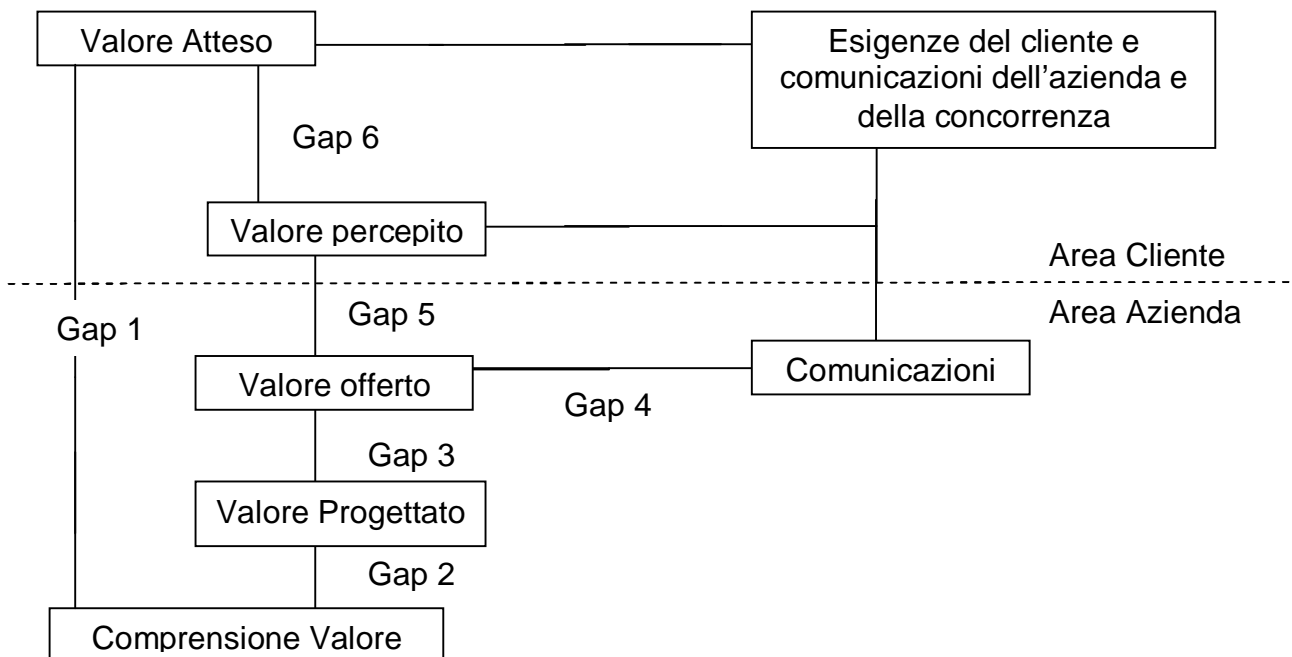 Valore Atteso
Esigenze del cliente e
comunicazioni dell'azienda e
della concorrenza
Gap 6
Valore percepito
Area Cliente
Gap 1
Gap 5
Area Azienda
Valore offerto
Comunicazioni
Gap 4
Gap 3
Valore Progettato
Gap 2
Comprensione Valore